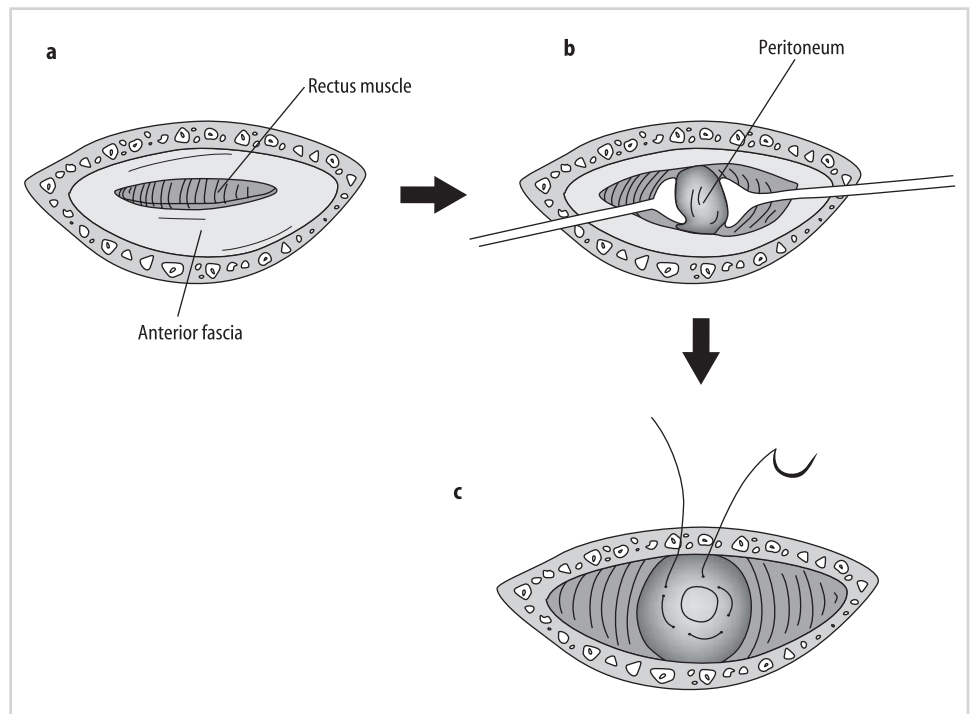 a
Rectus muscle
Anterior fascia
b
Peritoneum
c